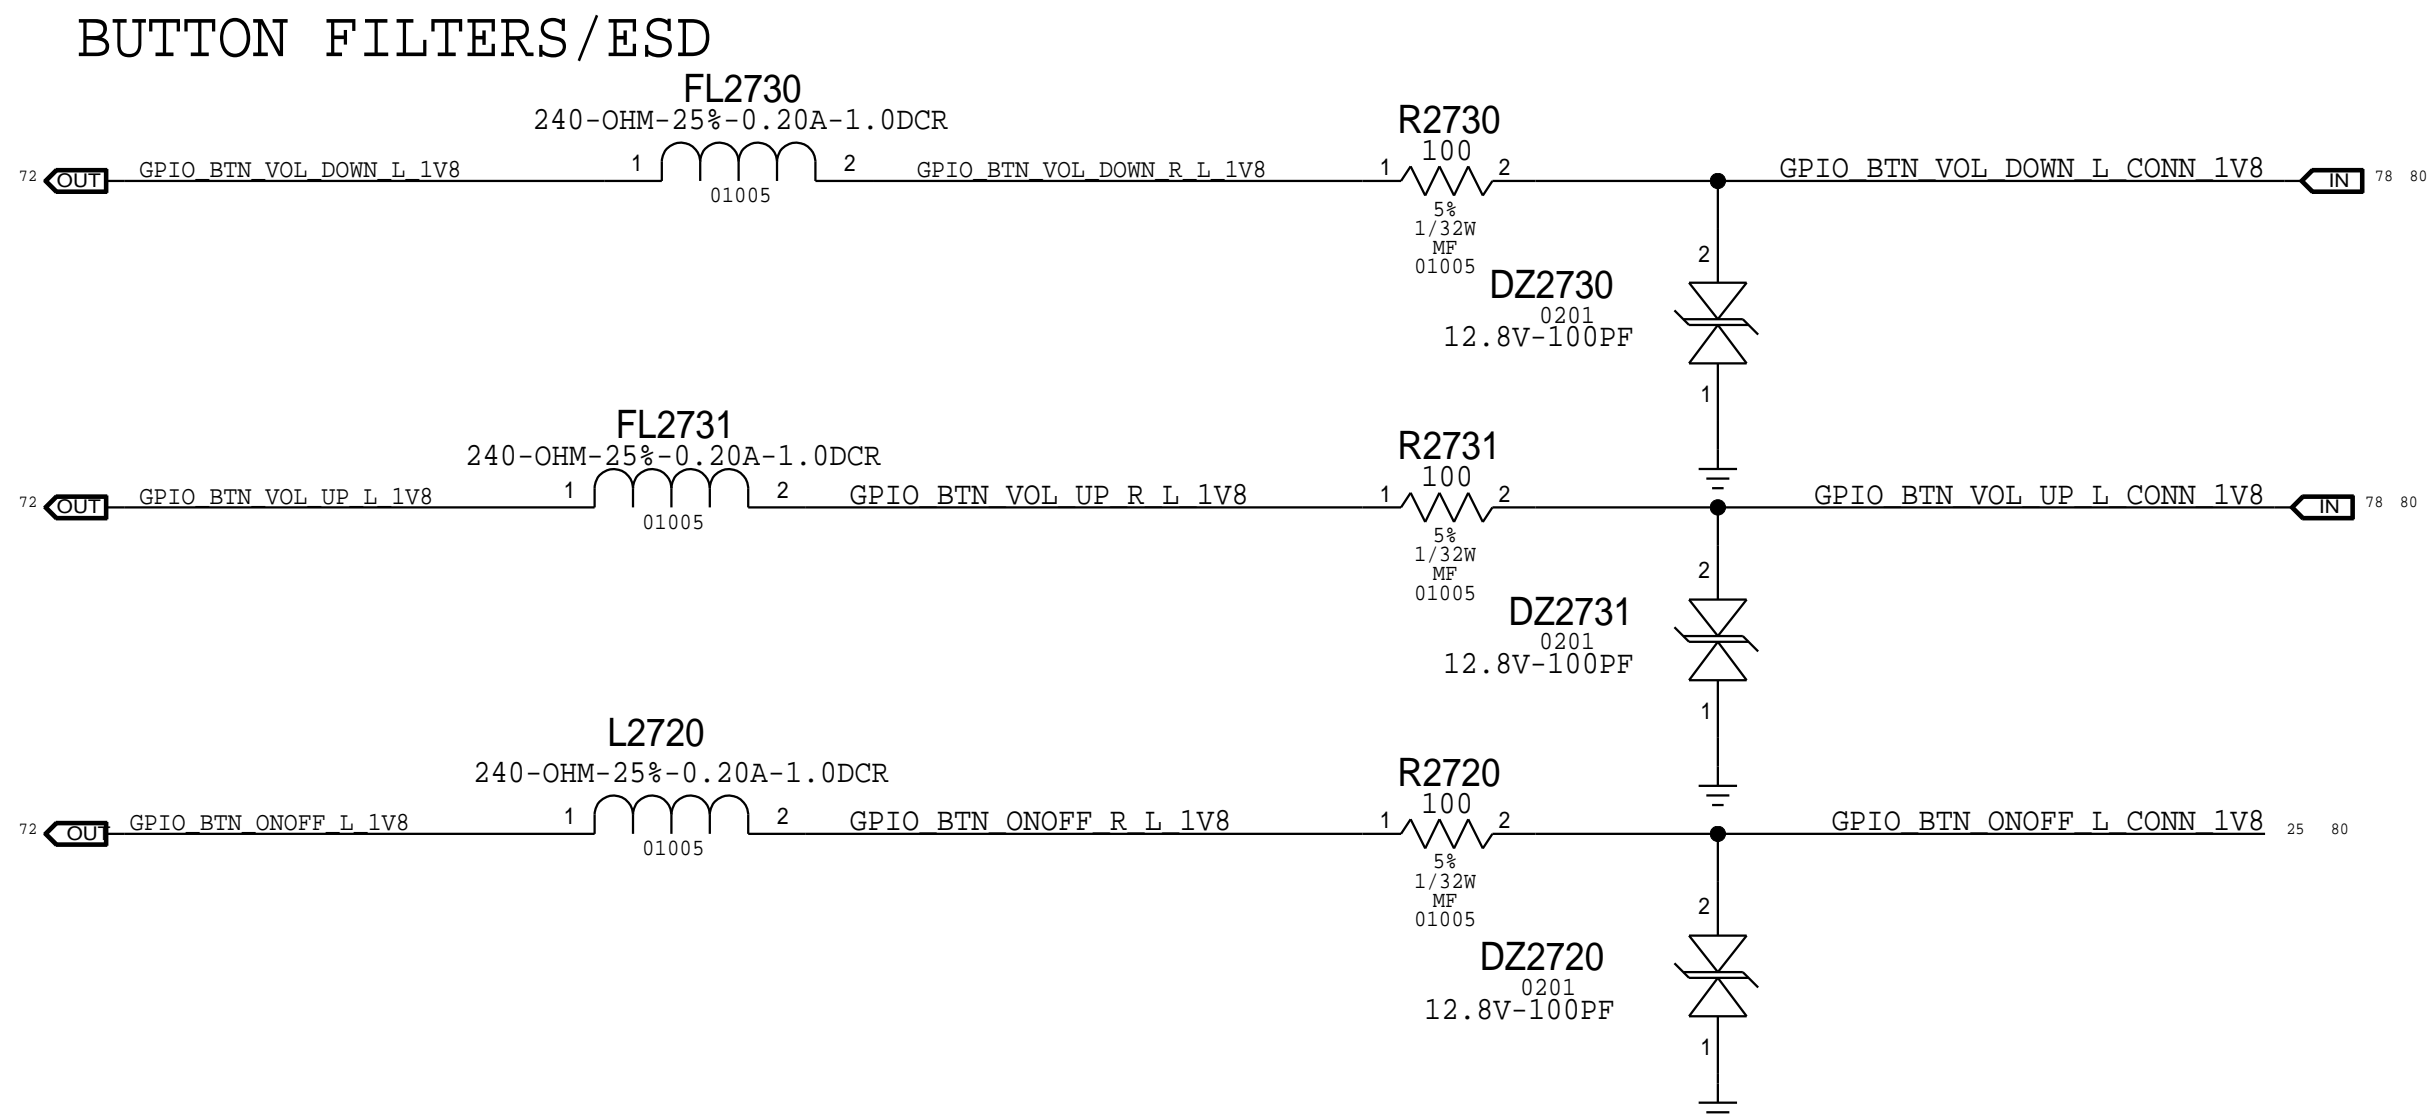 BUTTON FILTERS/ESD
FL2730
240-OHM-25%-0.20A-1.0DCR
R2730
100
72 OUT GPIO_BTN_VOL_DOWN_L_1V8 1 2 GPIO_BTN_VOL_DOWN_R_L_1V8 1 2 GPIO_BTN_VOL_DOWN_L_CONN_1V8 IN 78 80
01005
5%
1/32W
MF
01005
2
DZ2730
0201
12.8V-100PF
1
FL2731
240-OHM-25%-0.20A-1.0DCR
R2731
100
72 OUT GPIO_BTN_VOL_UP_L_1V8 1 2 GPIO_BTN_VOL_UP_R_L_1V8 1 2 GPIO_BTN_VOL_UP_L_CONN_1V8 IN 78 80
01005
5%
1/32W
MF
01005
2
DZ2731
0201
12.8V-100PF
1
L2720
240-OHM-25%-0.20A-1.0DCR
R2720
100
72 OUT GPIO_BTN_ONOFF_L_1V8 1 2 GPIO_BTN_ONOFF_R_L_1V8 1 2 GPIO_BTN_ONOFF_L_CONN_1V8 25 80
01005
5%
1/32W
MF
01005
2
DZ2720
0201
12.8V-100PF
1